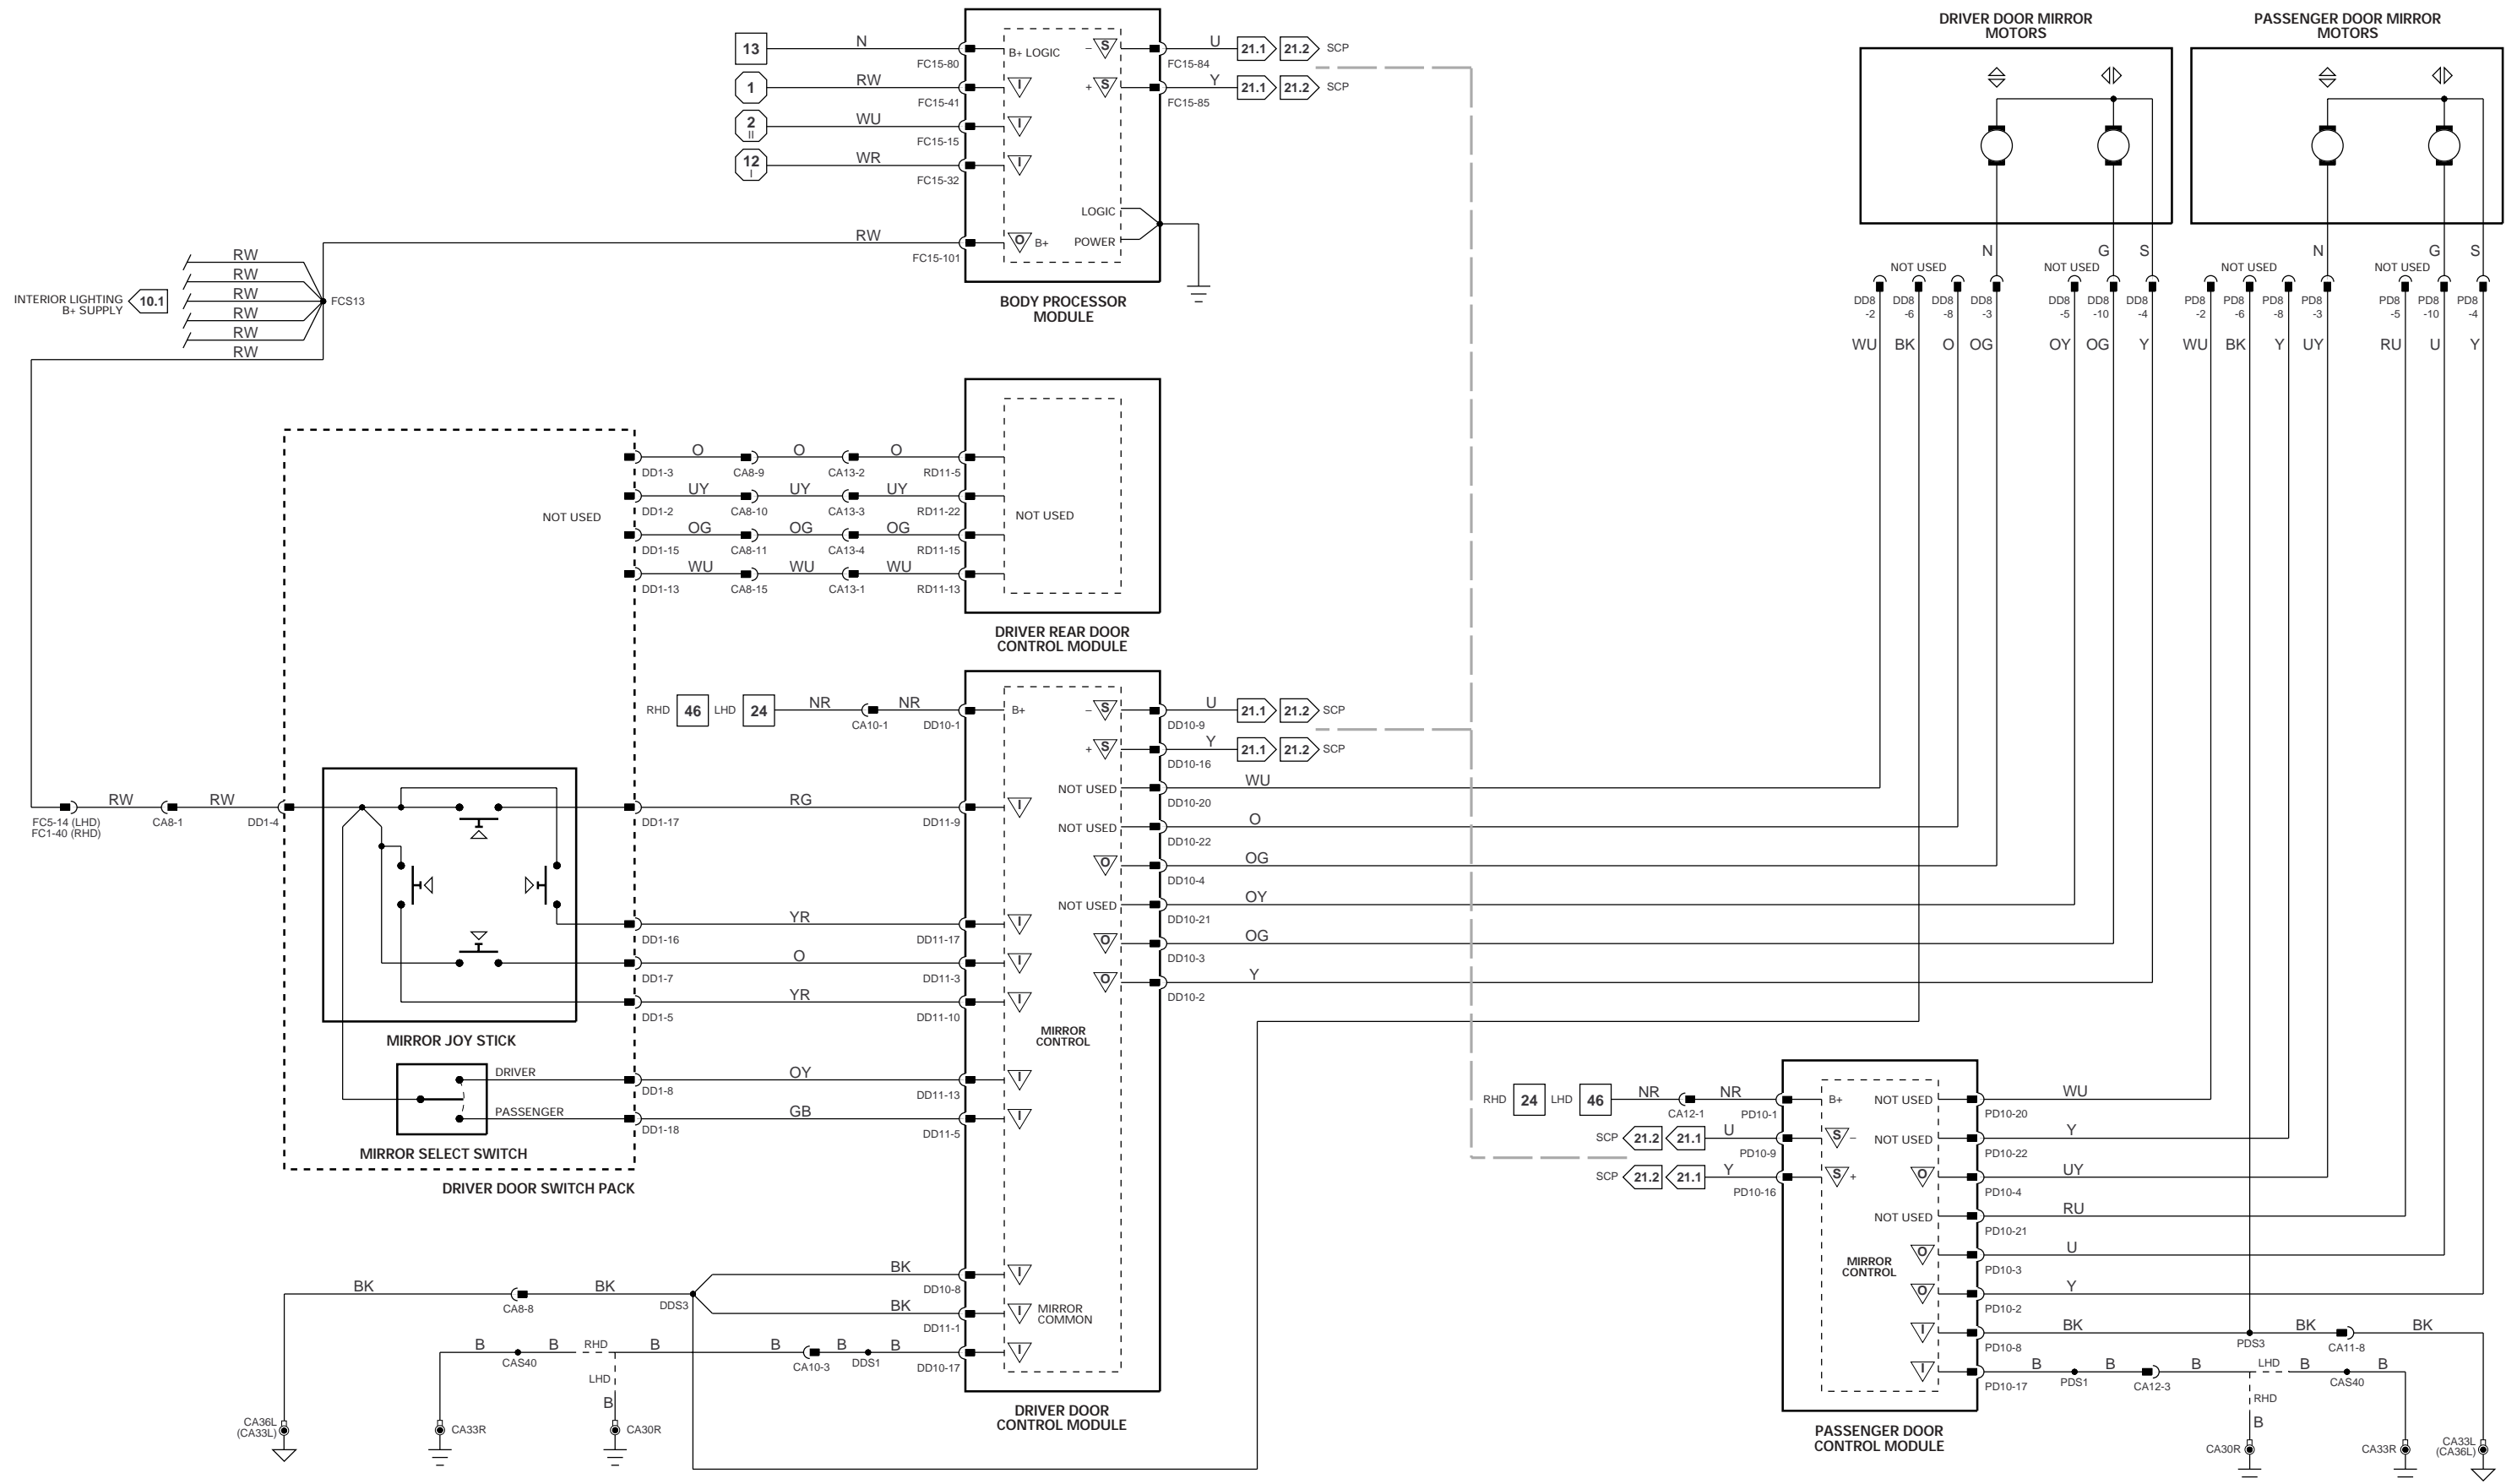 DRIVER DOOR MIRROR
MOTORS
PASSENGER DOOR MIRROR
MOTORS
13
N
FC15-80
B+ LOGIC
–
S
FC15-84
U
21.1
21.2
SCP
1
RW
FC15-41
I
+
S
FC15-85
Y
21.1
21.2
SCP
2
II
WU
FC15-15
I
12
I
WR
FC15-32
I
LOGIC
POWER
RW
FC15-101
O
B+
BODY PROCESSOR
MODULE
INTERIOR LIGHTING
B+ SUPPLY
10.1
RW
RW
RW
RW
RW
RW
FCS13
N
G
S
N
G
S
NOT USED
NOT USED
NOT USED
NOT USED
DD8
-2
DD8
-6
DD8
-8
DD8
-3
DD8
-5
DD8
-10
DD8
-4
PD8
-2
PD8
-6
PD8
-8
PD8
-3
PD8
-5
PD8
-10
PD8
-4
WU
BK
O
OG
OY
OG
Y
WU
BK
Y
UY
RU
U
Y
NOT USED
DD1-3
O
CA8-9
O
CA13-2
O
RD11-5
DD1-2
UY
CA8-10
UY
CA13-3
UY
RD11-22
DD1-15
OG
CA8-11
OG
CA13-4
OG
RD11-15
DD1-13
WU
CA8-15
WU
CA13-1
WU
RD11-13
NOT USED
DRIVER REAR DOOR
CONTROL MODULE
RHD
46
LHD
24
NR
CA10-1
NR
DD10-1
B+
–
S
DD10-9
U
21.1
21.2
SCP
+
S
DD10-16
Y
21.1
21.2
SCP
NOT USED
DD10-20
WU
NOT USED
DD10-22
O
O
DD10-4
OG
NOT USED
DD10-21
OY
O
DD10-3
OG
O
DD10-2
Y
FC5-14 (LHD)
FC1-40 (RHD)
RW
CA8-1
RW
DD1-4
DD1-17
RG
DD11-9
I
DD1-16
YR
DD11-17
I
DD1-7
O
DD11-3
I
DD1-5
YR
DD11-10
I
MIRROR JOY STICK
MIRROR
CONTROL
DRIVER
DD1-8
OY
DD11-13
I
PASSENGER
DD1-18
GB
DD11-5
I
MIRROR SELECT SWITCH
DRIVER DOOR SWITCH PACK
RHD
24
LHD
46
NR
CA12-1
NR
PD10-1
B+
SCP
21.2
21.1
U
PD10-9
S
–
SCP
21.2
21.1
Y
PD10-16
S
+
NOT USED
PD10-20
WU
NOT USED
PD10-22
Y
O
PD10-4
UY
NOT USED
PD10-21
RU
MIRROR
CONTROL
O
PD10-3
U
O
PD10-2
Y
I
PD10-8
BK
PDS3
BK
CA11-8
BK
I
PD10-17
B
PDS1
B
CA12-3
B
LHD
B
CAS40
B
RHD
B
CA30R
CA33R
CA33L
(CA36L)
PASSENGER DOOR
CONTROL MODULE
BK
CA8-8
BK
DDS3
BK
DD10-8
I
BK
DD11-1
I
MIRROR
COMMON
B
CAS40
B
RHD
B
B
CA10-3
B
DDS1
B
DD10-17
I
LHD
B
CA36L
(CA33L)
CA33R
CA30R
DRIVER DOOR
CONTROL MODULE